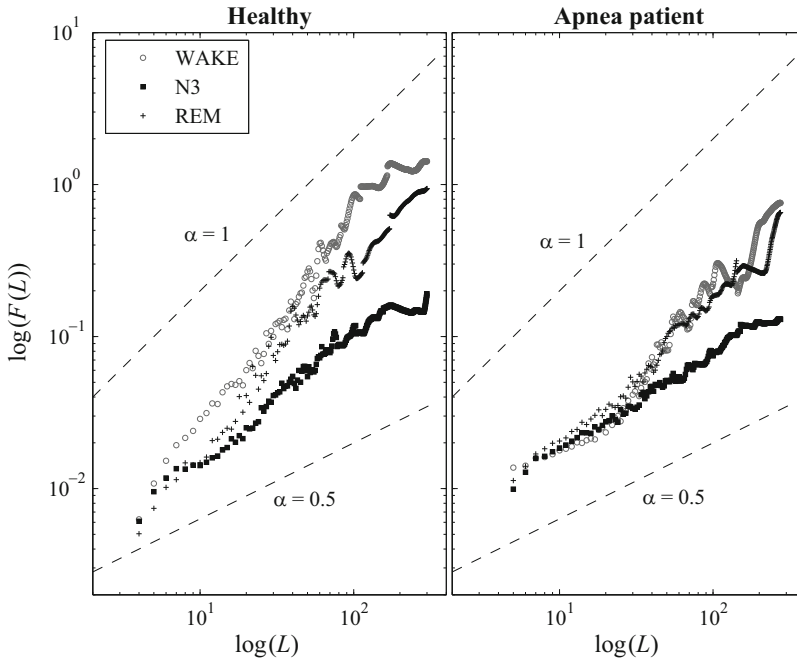 Healthy
Apnea patient
WAKE
N3
REM
10^1
10^0
10^-1
10^-2
log(F(L))
α = 1
α = 0.5
α = 1
α = 0.5
10^1 10^2
10^1 10^2
log(L)
log(L)